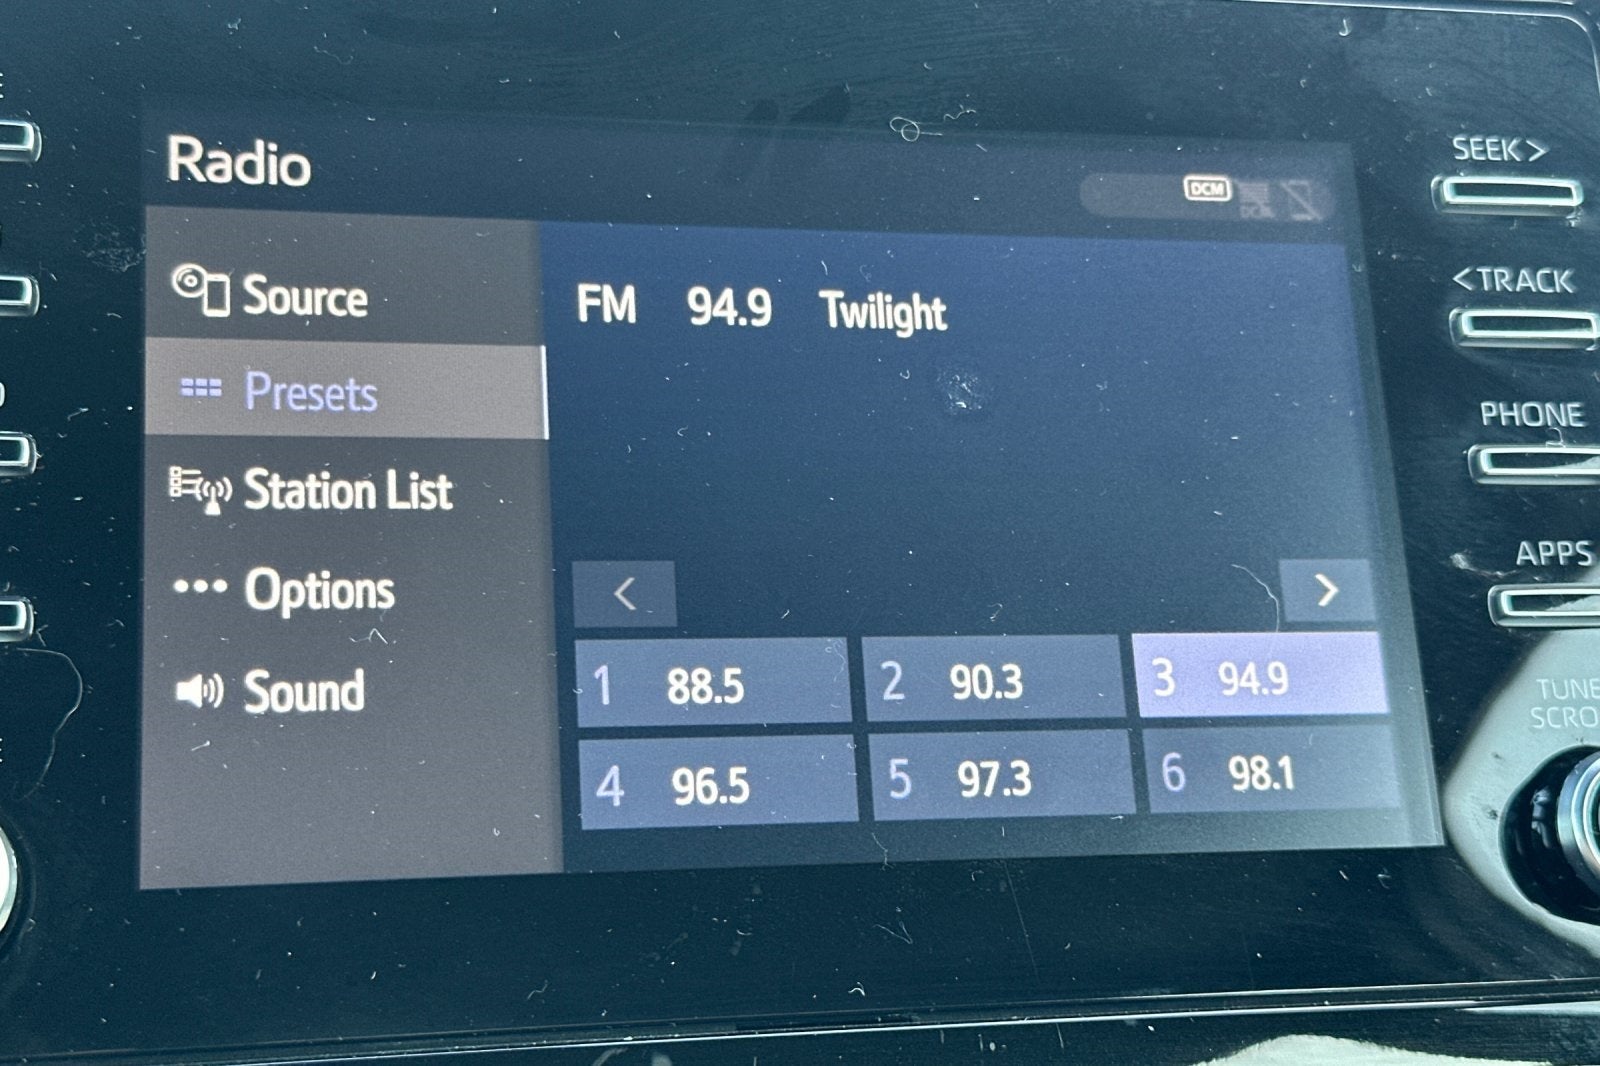 Radio
DCM
Source
Presets
Station List
Options
Sound
FM 94.9 Twilight
<
>
1 88.5
2 90.3
3 94.9
4 96.5
5 97.3
6 98.1
SEEK >
< TRACK
PHONE
APPS
TUNE